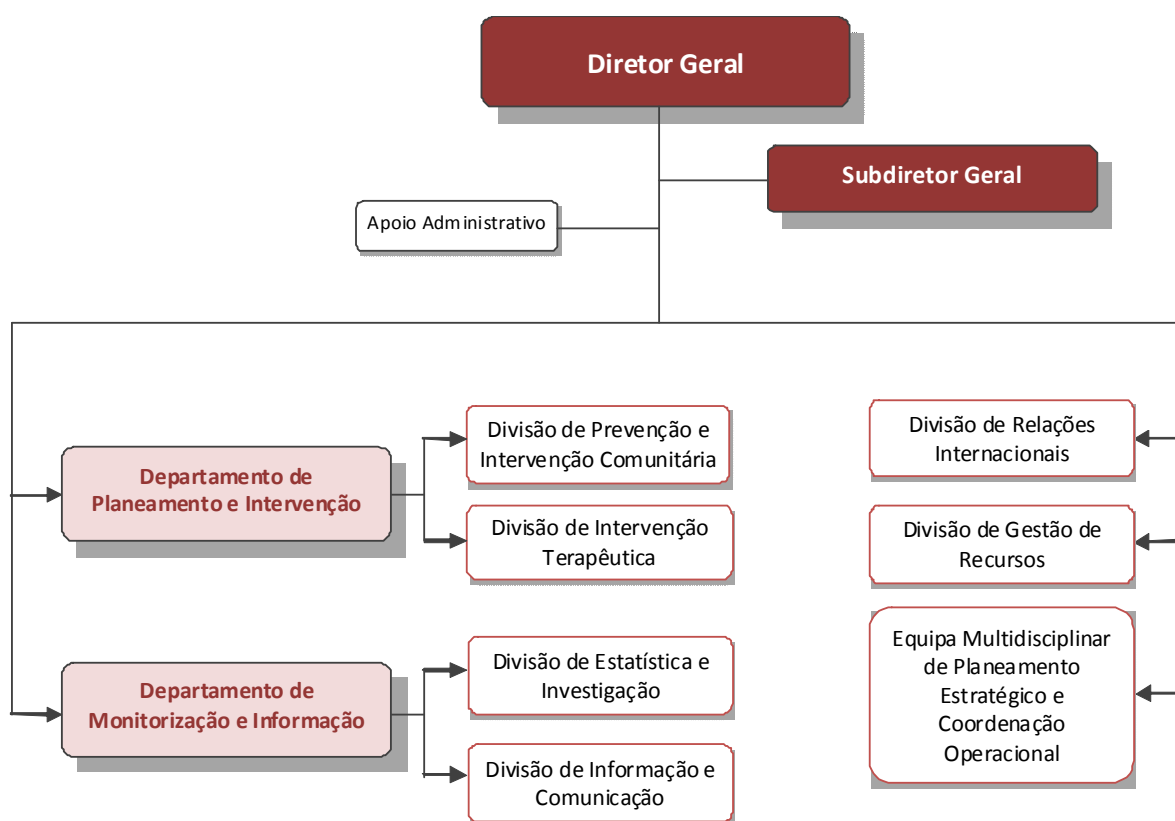 Diretor Geral
Subdiretor Geral
Apoio Administrativo
Departamento de
Planeamento e Intervenção
Divisão de Prevenção e
Intervenção Comunitária
Divisão de Intervenção
Terapêutica
Departamento de
Monitorização e Informação
Divisão de Estatística e
Investigação
Divisão de Informação e
Comunicação
Divisão de Relações
Internacionais
Divisão de Gestão de
Recursos
Equipa Multidisciplinar
de Planeamento
Estratégico e
Coordenação
Operacional